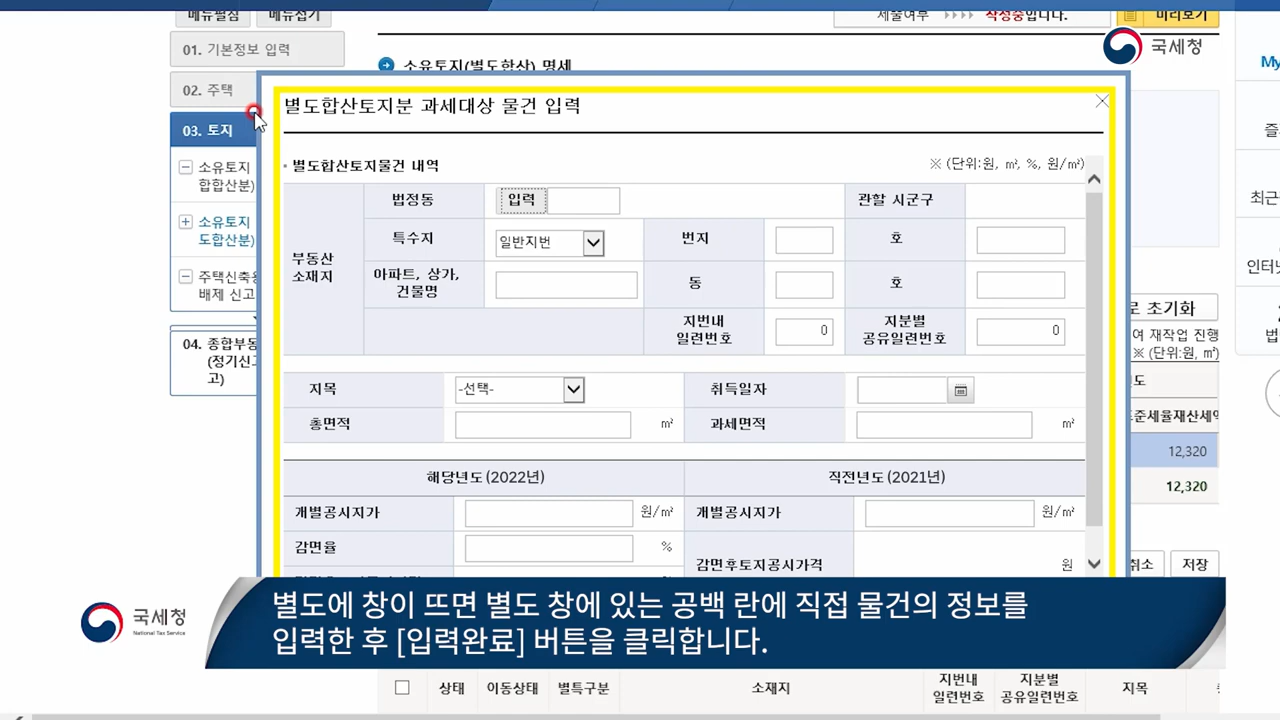 메뉴펼침 메뉴접기
제출여부 작성중입니다. 미리보기
01. 기본정보 입력
국세청
소유토지(별도합산) 명세
My
02. 주택
별도합산토지분 과세대상 물건 입력
03. 토지
별도합산토지물건 내역
※ (단위:원, ㎡, %, 원/㎡)
소유토지
합합산분)
소유토지
도합산분)
법정동 입력 관할 시군구
특수지 일반지번 번지 호
부동산
소재지
아파트, 상가,
건물명
동 호
지번내
일련번호
0
지분별
공유일련번호
0
주택신축용
배제 신고
04. 종합부동
(정기신고
고)
최근
로 초기화
여 재작업 진행
※ (단위:원, ㎡)
지목 -선택- 취득일자
총면적 ㎡ 과세면적 ㎡
12,320
해당년도(2022년) 직전년도(2021년)
12,320
개별공시지가 원/㎡ 개별공시지가 원/㎡
감면율 %
감면후토지공시가격 원
취소 저장
별도에 창이 뜨면 별도 창에 있는 공백 란에 직접 물건의 정보를
입력한 후 [입력완료] 버튼을 클릭합니다.
국세청
National Tax Service
상태 이동상태 별특구분 소재지
지번내
일련번호
지분별
공유일련번호
지목